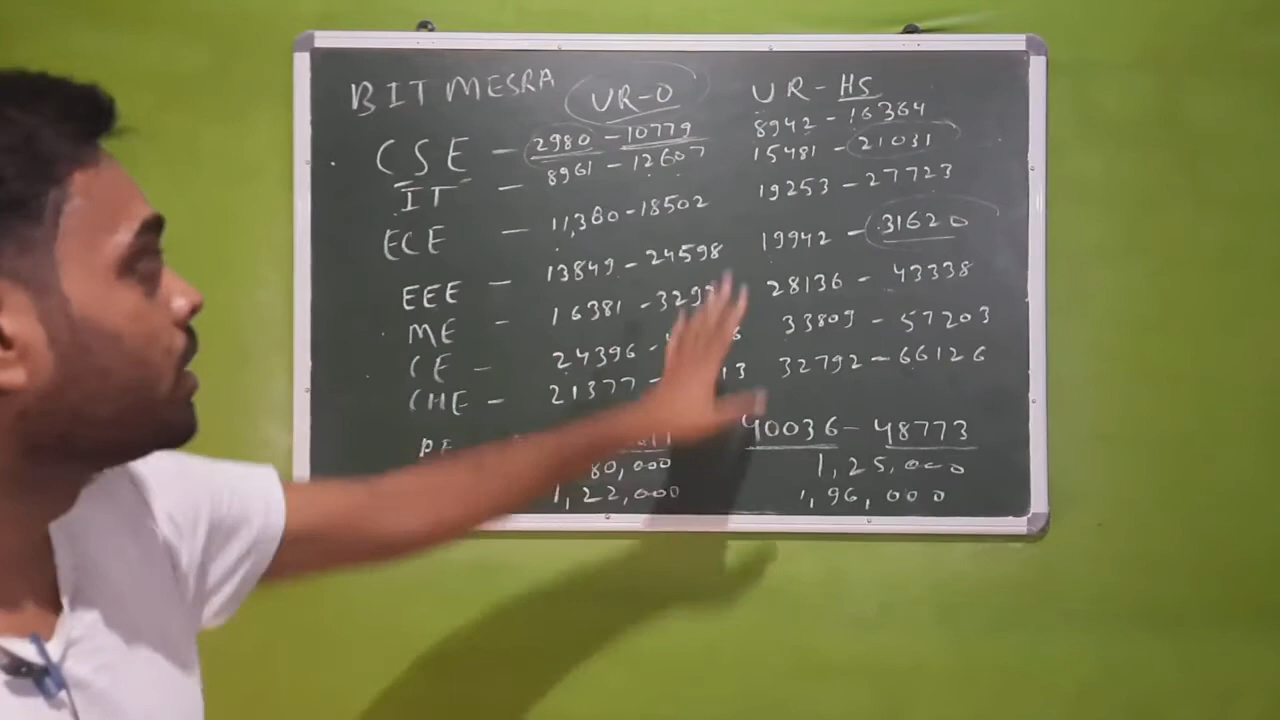 BIT MESRA UR-O UR-HS
CSE - 2980 - 10779 8942 - 16364
IT - 8961 - 12607 15481 - 21031
ECE - 11,380 - 18502 19253 - 27723
EEE - 13849 - 24598 19942 - 31620
ME - 16381 - 28136 - 43338
CE - 24396 - 33809 - 57203
CHE - 21377 - 32792 - 66126
40036 - 48773
80,000 1,25,000
1,22,000 1,96,000